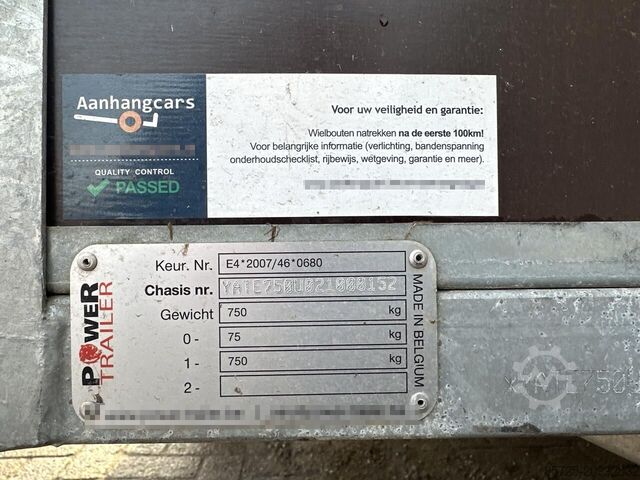 Aanhangcars
QUALITY CONTROL
PASSED
Voor uw veiligheid en garantie:
Wielbouten natrekken na de eerste 100km!
Voor belangrijke informatie (verlichting, bandenspanning
onderhoudschecklist, rijbewijs, wetgeving, garantie en meer).
POWER
TRAILER
Keur. Nr. E4*2007/46*0680
Chasis nr. YATE750U021000152
Gewicht 750 kg
0- 75 kg
1- 750 kg
2-
MADE IN BELGIUM